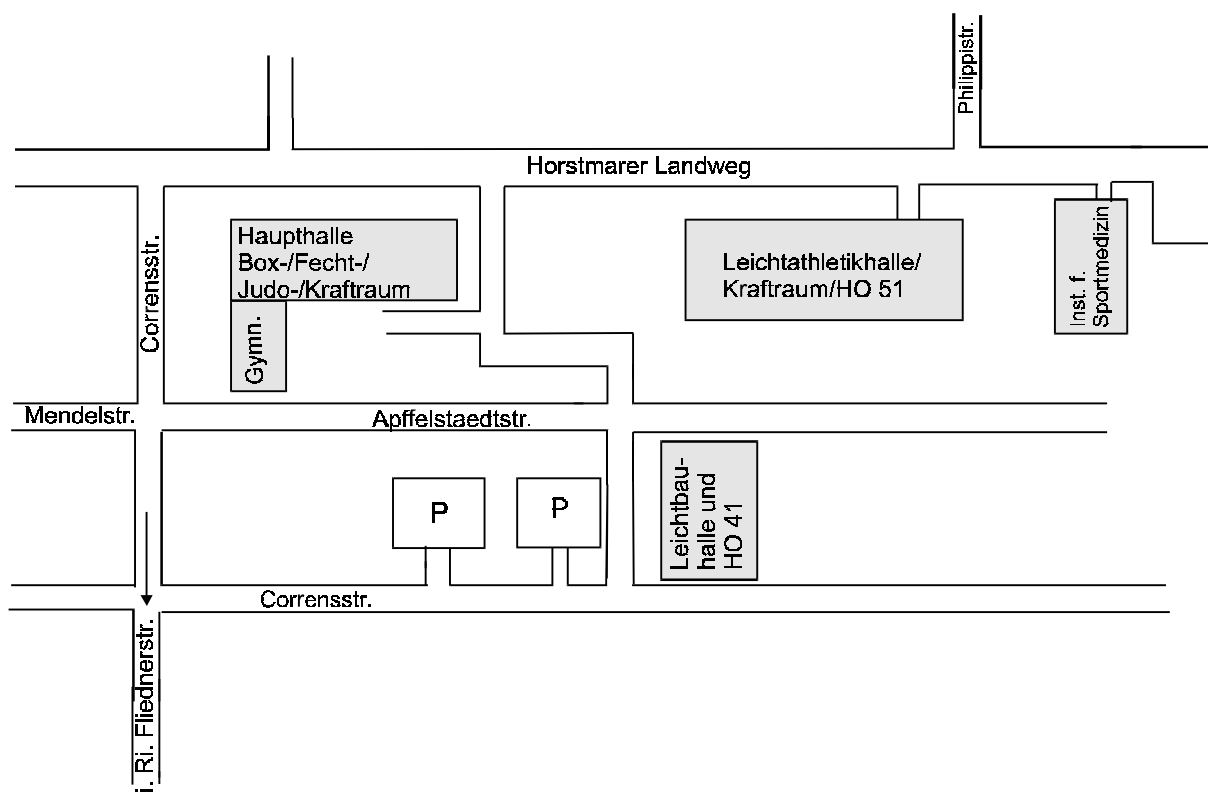 Philippistr.
Horstmarer Landweg
Corrensstr.
Haupthalle
Box-/Fecht-/
Judo-/Kraftraum
Gymn.
Leichtathletikhalle/
Kraftraum/HO 51
Inst. f.
Sportmedizin
Mendelstr.
Apffelstaedtstr.
P
P
Leichtbau-
halle und
HO 41
Corrensstr.
i. Ri. Fliednerstr.